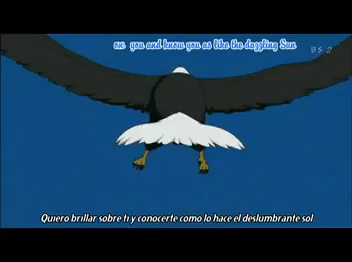 on you and know you as like the dazzling Sun
BS 2
Quiero brillar sobre ti y conocerte como lo hace el deslumbrante sol